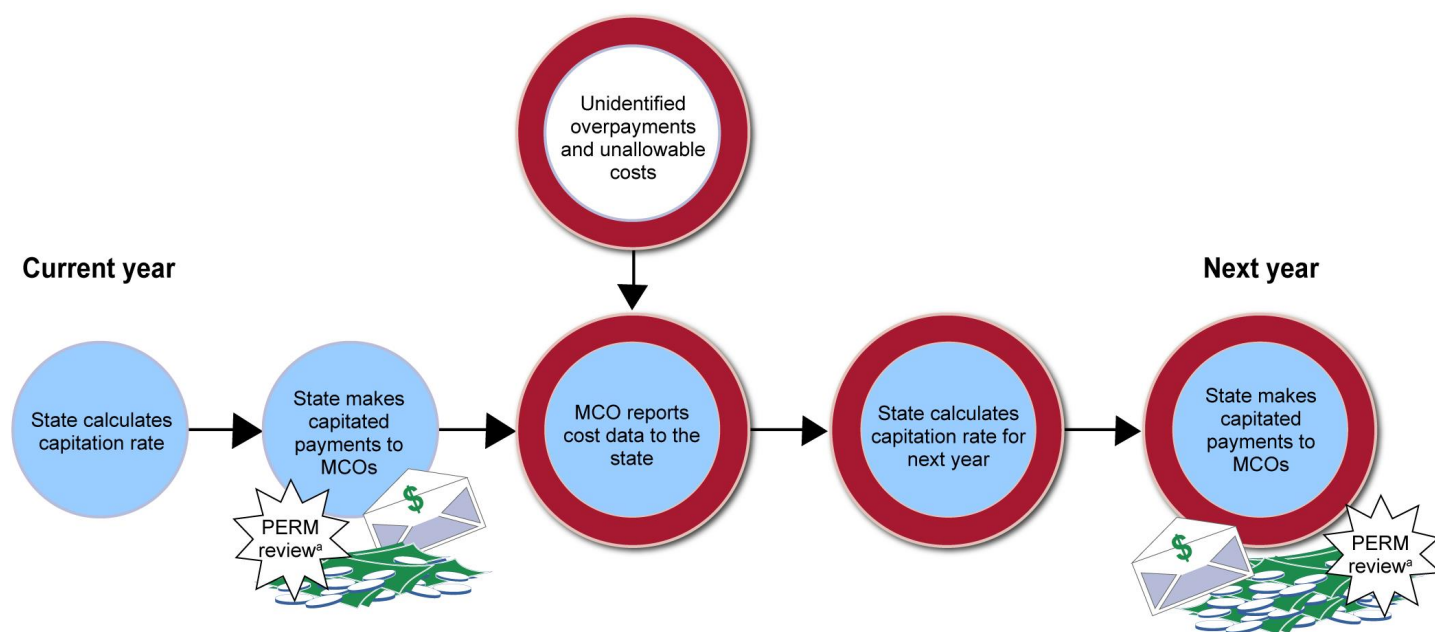 Unidentified
overpayments
and unallowable
costs
Current year
Next year
State calculates
capitation rate
State makes
capitated
payments to
MCOs
MCO reports
cost data to the
state
State calculates
capitation rate for
next year
State makes
capitated
payments to
MCOs
$
PERM
reviewᵃ
$
PERM
reviewᵃ